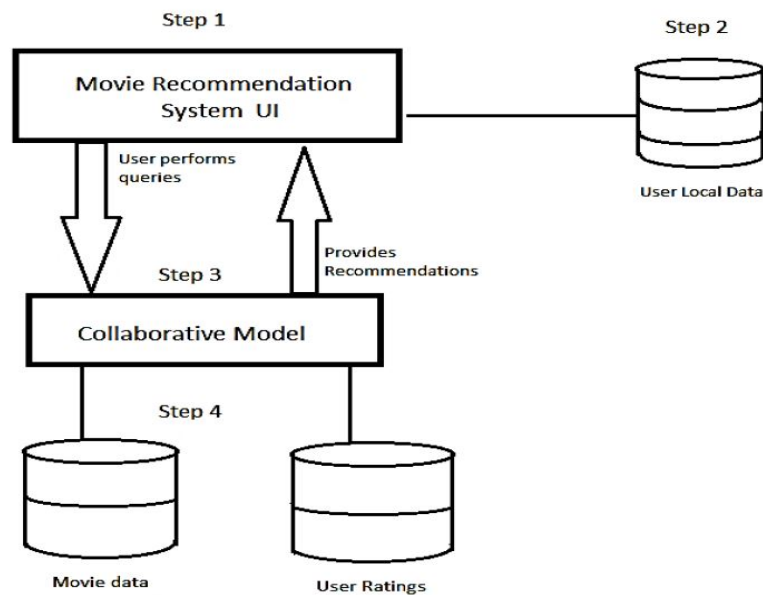 Step 1
Step 2
Movie Recommendation
System UI
User performs
queries
User Local Data
Provides
Recommendations
Step 3
Collaborative Model
Step 4
Movie data
User Ratings